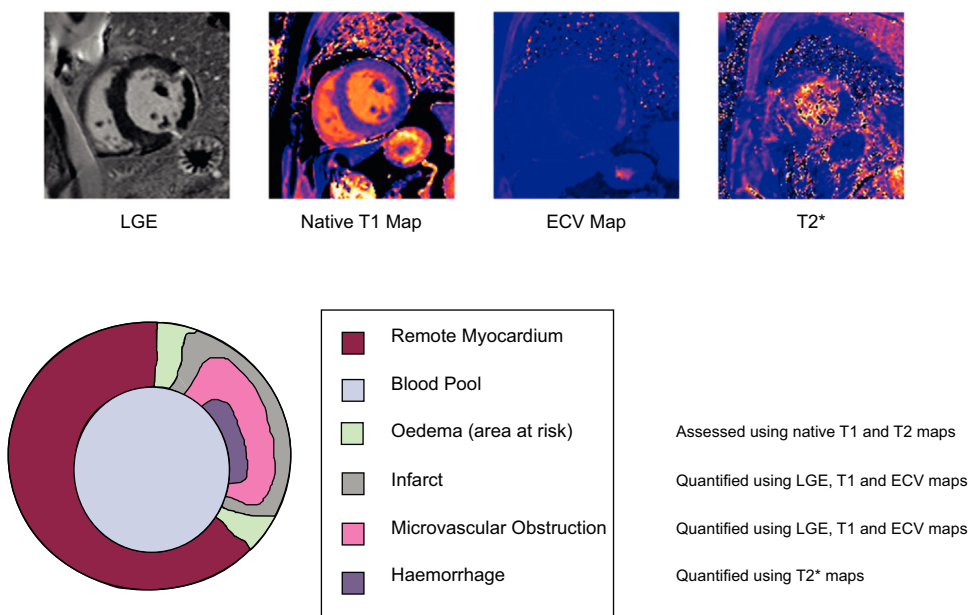 LGE
Native T1 Map
ECV Map
T2*
Remote Myocardium
Blood Pool
Oedema (area at risk)
Assessed using native T1 and T2 maps
Infarct
Quantified using LGE, T1 and ECV maps
Microvascular Obstruction
Quantified using LGE, T1 and ECV maps
Haemorrhage
Quantified using T2* maps